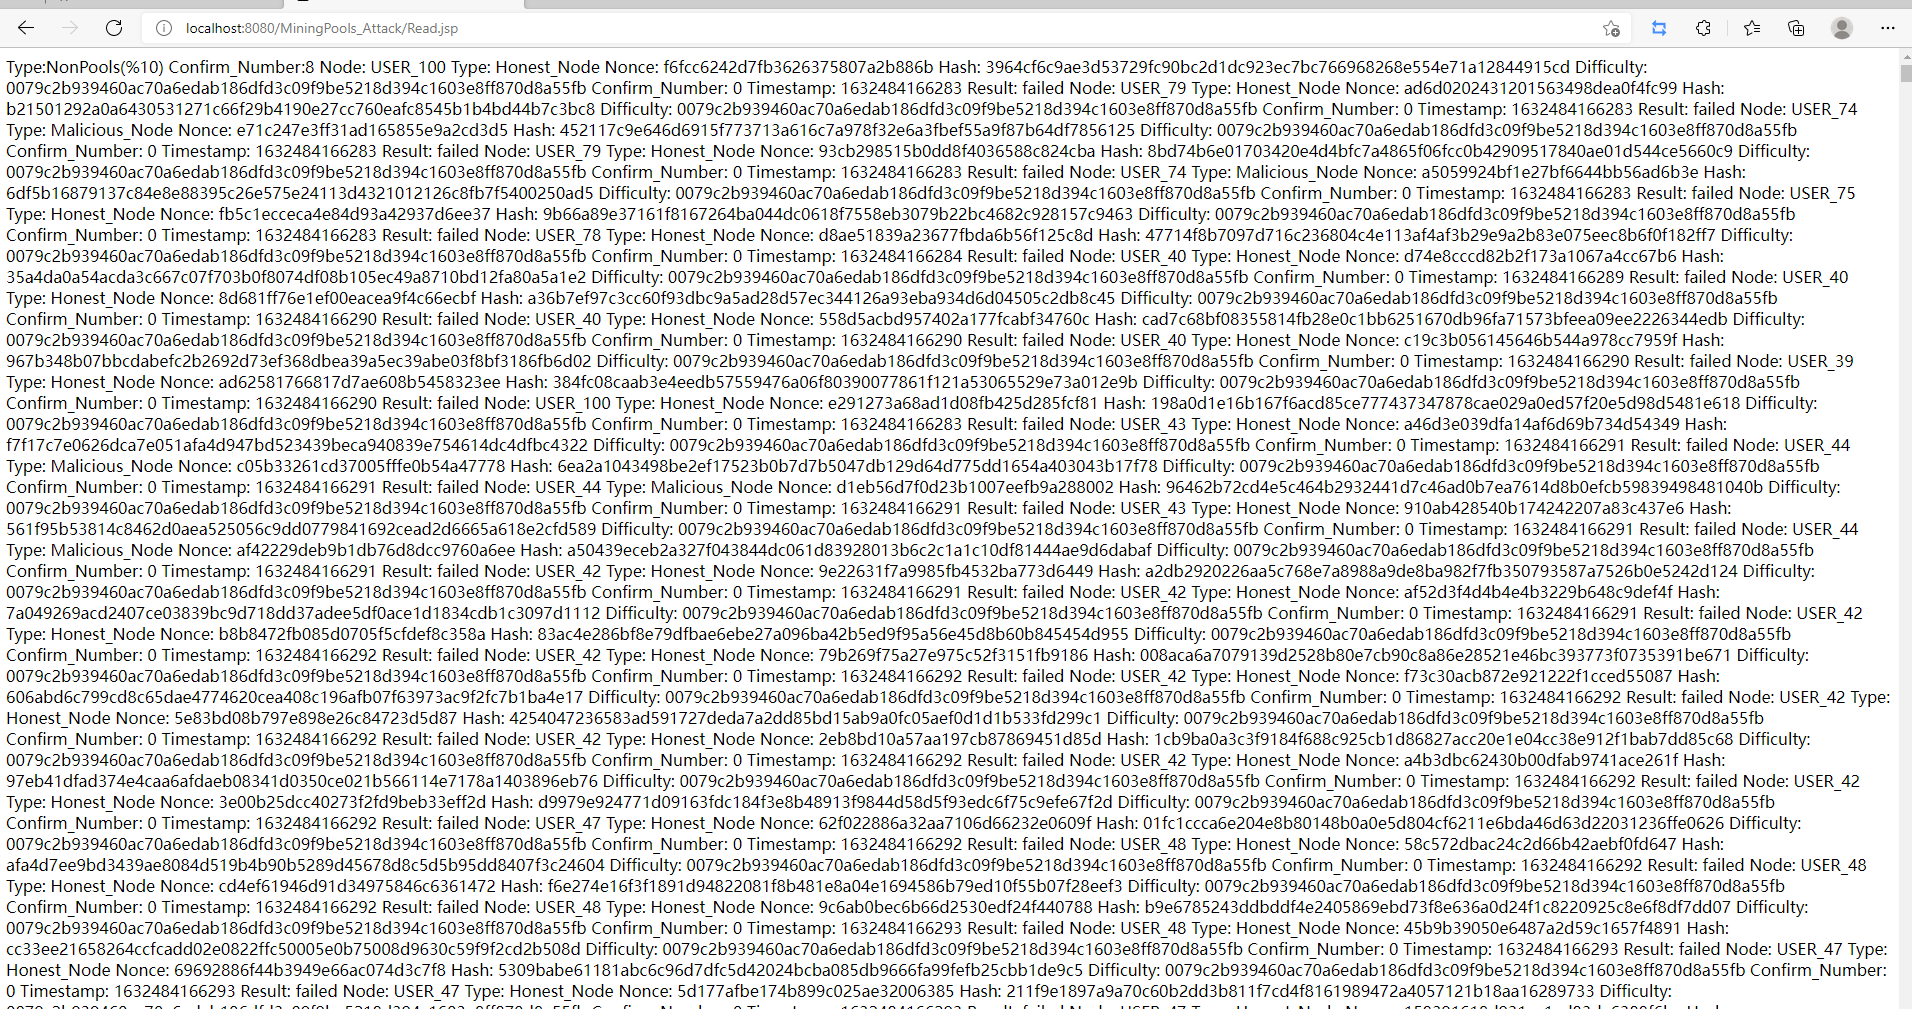 localhost:8080/MiningPools_Attack/Read.jsp
Type:NonPools(%10) Confirm_Number:8 Node: USER_100 Type: Honest_Node Nonce: f6fcc6242d7fb3626375807a2b886b Hash: 3964cf6c9ae3d53729fc90bc2d1dc923ec7bc766968268e554e71a12844915cd Difficulty:
0079c2b939460ac70a6edab186dfd3c09f9be5218d394c1603e8ff870d8a55fb Confirm_Number: 0 Timestamp: 1632484166283 Result: failed Node: USER_79 Type: Honest_Node Nonce: ad6d0202431201563498dea0f4fc99 Hash:
b21501292a0a6430531271c66f29b4190e27cc760eafc8545b1b4bd44b7c3bc8 Difficulty: 0079c2b939460ac70a6edab186dfd3c09f9be5218d394c1603e8ff870d8a55fb Confirm_Number: 0 Timestamp: 1632484166283 Result: failed Node: USER_74
Type: Malicious_Node Nonce: e71c247e3ff31ad165855e9a2cd3d5 Hash: 452117c9e646d6915f773713a616c7a978f32e6a3fbef55a9f87b64df7856125 Difficulty: 0079c2b939460ac70a6edab186dfd3c09f9be5218d394c1603e8ff870d8a55fb
Confirm_Number: 0 Timestamp: 1632484166283 Result: failed Node: USER_79 Type: Honest_Node Nonce: 93cb298515b0dd8f4036588c824cba Hash: 8bd74b6e01703420e4d4bfc7a4865f06fcc0b42909517840ae01d544ce5660c9 Difficulty:
0079c2b939460ac70a6edab186dfd3c09f9be5218d394c1603e8ff870d8a55fb Confirm_Number: 0 Timestamp: 1632484166283 Result: failed Node: USER_74 Type: Malicious_Node Nonce: a5059924bf1e27bf6644bb56ad6b3e Hash:
6df5b16879137c84e8e88395c26e575e24113d4321012126c8fb7f5400250ad5 Difficulty: 0079c2b939460ac70a6edab186dfd3c09f9be5218d394c1603e8ff870d8a55fb Confirm_Number: 0 Timestamp: 1632484166283 Result: failed Node: USER_75
Type: Honest_Node Nonce: fb5c1ecceca4e84d93a42937d6ee37 Hash: 9b66a89e37161f8167264ba044dc0618f7558eb3079b22bc4682c928157c9463 Difficulty: 0079c2b939460ac70a6edab186dfd3c09f9be5218d394c1603e8ff870d8a55fb
Confirm_Number: 0 Timestamp: 1632484166283 Result: failed Node: USER_78 Type: Honest_Node Nonce: d8ae51839a23677fbda6b56f125c8d Hash: 47714f8b7097d716c236804c4e113af4af3b29e9a2b83e075eec8b6f0f182ff7 Difficulty:
0079c2b939460ac70a6edab186dfd3c09f9be5218d394c1603e8ff870d8a55fb Confirm_Number: 0 Timestamp: 1632484166284 Result: failed Node: USER_40 Type: Honest_Node Nonce: d74e8cccd82b2f173a1067a4cc67b6 Hash:
35a4da0a54acda3c667c07f703b0f8074df08b105ec49a8710bd12fa80a5a1e2 Difficulty: 0079c2b939460ac70a6edab186dfd3c09f9be5218d394c1603e8ff870d8a55fb Confirm_Number: 0 Timestamp: 1632484166289 Result: failed Node: USER_40
Type: Honest_Node Nonce: 8d681ff76e1ef00eacea9f4c66ecbf Hash: a36b7ef97c3cc60f93dbc9a5ad28d57ec344126a93eba934d6d04505c2db8c45 Difficulty: 0079c2b939460ac70a6edab186dfd3c09f9be5218d394c1603e8ff870d8a55fb
Confirm_Number: 0 Timestamp: 1632484166290 Result: failed Node: USER_40 Type: Honest_Node Nonce: 558d5acbd957402a177fcabf34760c Hash: cad7c68bf08355814fb28e0c1bb6251670db96fa71573bfeea09ee2226344edb Difficulty:
0079c2b939460ac70a6edab186dfd3c09f9be5218d394c1603e8ff870d8a55fb Confirm_Number: 0 Timestamp: 1632484166290 Result: failed Node: USER_40 Type: Honest_Node Nonce: c19c3b056145646b544a978cc7959f Hash:
967b348b07bbcdabefc2b2692d73ef368dbea39a5ec39abe03f8bf3186fb6d02 Difficulty: 0079c2b939460ac70a6edab186dfd3c09f9be5218d394c1603e8ff870d8a55fb Confirm_Number: 0 Timestamp: 1632484166290 Result: failed Node: USER_39
Type: Honest_Node Nonce: ad62581766817d7ae608b5458323ee Hash: 384fc08caab3e4eedb57559476a06f80390077861f121a53065529e73a012e9b Difficulty: 0079c2b939460ac70a6edab186dfd3c09f9be5218d394c1603e8ff870d8a55fb
Confirm_Number: 0 Timestamp: 1632484166290 Result: failed Node: USER_100 Type: Honest_Node Nonce: e291273a68ad1d08fb425d285fcf81 Hash: 198a0d1e16b167f6acd85ce777437347878cae029a0ed57f20e5d98d5481e618 Difficulty:
0079c2b939460ac70a6edab186dfd3c09f9be5218d394c1603e8ff870d8a55fb Confirm_Number: 0 Timestamp: 1632484166283 Result: failed Node: USER_43 Type: Honest_Node Nonce: a46d3e039dfa14af6d69b734d54349 Hash:
f7f17c7e0626dca7e051afa4d947bd523439beca940839e754614dc4dfbc4322 Difficulty: 0079c2b939460ac70a6edab186dfd3c09f9be5218d394c1603e8ff870d8a55fb Confirm_Number: 0 Timestamp: 1632484166291 Result: failed Node: USER_44
Type: Malicious_Node Nonce: c05b33261cd37005fffe0b54a47778 Hash: 6ea2a1043498be2ef17523b0b7d7b5047db129d64d775dd1654a403043b17f78 Difficulty: 0079c2b939460ac70a6edab186dfd3c09f9be5218d394c1603e8ff870d8a55fb
Confirm_Number: 0 Timestamp: 1632484166291 Result: failed Node: USER_44 Type: Malicious_Node Nonce: d1eb56d7f0d23b1007eefb9a288002 Hash: 96462b72cd4e5c464b2932441d7c46ad0b7ea7614d8b0efcb59839498481040b Difficulty:
0079c2b939460ac70a6edab186dfd3c09f9be5218d394c1603e8ff870d8a55fb Confirm_Number: 0 Timestamp: 1632484166291 Result: failed Node: USER_43 Type: Honest_Node Nonce: 910ab428540b174242207a83c437e6 Hash:
561f95b53814c8462d0aea525056c9dd0779841692cead2d6665a618e2cfd589 Difficulty: 0079c2b939460ac70a6edab186dfd3c09f9be5218d394c1603e8ff870d8a55fb Confirm_Number: 0 Timestamp: 1632484166291 Result: failed Node: USER_44
Type: Malicious_Node Nonce: af42229deb9b1db76d8dcc9760a6ee Hash: a50439eceb2a327f043844dc061d83928013b6c2c1a1c10df81444ae9d6dabaf Difficulty: 0079c2b939460ac70a6edab186dfd3c09f9be5218d394c1603e8ff870d8a55fb
Confirm_Number: 0 Timestamp: 1632484166291 Result: failed Node: USER_42 Type: Honest_Node Nonce: 9e22631f7a9985fb4532ba773d6449 Hash: a2db2920226aa5c768e7a8988a9de8ba982f7fb350793587a7526b0e5242d124 Difficulty:
0079c2b939460ac70a6edab186dfd3c09f9be5218d394c1603e8ff870d8a55fb Confirm_Number: 0 Timestamp: 1632484166291 Result: failed Node: USER_42 Type: Honest_Node Nonce: af52d3f4d4b4e4b3229b648c9def4f Hash:
7a049269acd2407ce03839bc9d718dd37adee5df0ace1d1834cdb1c3097d1112 Difficulty: 0079c2b939460ac70a6edab186dfd3c09f9be5218d394c1603e8ff870d8a55fb Confirm_Number: 0 Timestamp: 1632484166291 Result: failed Node: USER_42
Type: Honest_Node Nonce: b8b8472fb085d0705f5cfdef8c358a Hash: 83ac4e286bf8e79dfbae6ebe27a096ba42b5ed9f95a56e45d8b60b845454d955 Difficulty: 0079c2b939460ac70a6edab186dfd3c09f9be5218d394c1603e8ff870d8a55fb
Confirm_Number: 0 Timestamp: 1632484166292 Result: failed Node: USER_42 Type: Honest_Node Nonce: 79b269f75a27e975c52f3151fb9186 Hash: 008aca6a7079139d2528b80e7cb90c8a86e28521e46bc393773f0735391be671 Difficulty:
0079c2b939460ac70a6edab186dfd3c09f9be5218d394c1603e8ff870d8a55fb Confirm_Number: 0 Timestamp: 1632484166292 Result: failed Node: USER_42 Type: Honest_Node Nonce: f73c30acb872e921222f1cced55087 Hash:
606abd6c799cd8c65dae4774620cea408c196afb07f63973ac9f2fc7b1ba4e17 Difficulty: 0079c2b939460ac70a6edab186dfd3c09f9be5218d394c1603e8ff870d8a55fb Confirm_Number: 0 Timestamp: 1632484166292 Result: failed Node: USER_42 Type:
Honest_Node Nonce: 5e83bd08b797e898e26c84723d5d87 Hash: 4254047236583ad591727deda7a2dd85bd15ab9a0fc05aef0d1d1b533fd299c1 Difficulty: 0079c2b939460ac70a6edab186dfd3c09f9be5218d394c1603e8ff870d8a55fb
Confirm_Number: 0 Timestamp: 1632484166292 Result: failed Node: USER_42 Type: Honest_Node Nonce: 2eb8bd10a57aa197cb87869451d85d Hash: 1cb9ba0a3c3f9184f688c925cb1d86827acc20e1e04cc38e912f1bab7dd85c68 Difficulty:
0079c2b939460ac70a6edab186dfd3c09f9be5218d394c1603e8ff870d8a55fb Confirm_Number: 0 Timestamp: 1632484166292 Result: failed Node: USER_42 Type: Honest_Node Nonce: a4b3dbc62430b00dfab9741ace261f Hash:
97eb41dfad374e4caa6afdaeb08341d0350ce021b566114e7178a1403896eb76 Difficulty: 0079c2b939460ac70a6edab186dfd3c09f9be5218d394c1603e8ff870d8a55fb Confirm_Number: 0 Timestamp: 1632484166292 Result: failed Node: USER_42
Type: Honest_Node Nonce: 3e00b25dcc40273f2fd9beb33eff2d Hash: d9979e924771d09163fdc184f3e8b48913f9844d58d5f93edc6f75c9efe67f2d Difficulty: 0079c2b939460ac70a6edab186dfd3c09f9be5218d394c1603e8ff870d8a55fb
Confirm_Number: 0 Timestamp: 1632484166292 Result: failed Node: USER_47 Type: Honest_Node Nonce: 62f022886a32aa7106d66232e0609f Hash: 01fc1ccca6e204e8b80148b0a0e5d804cf6211e6bda46d63d22031236ffe0626 Difficulty:
0079c2b939460ac70a6edab186dfd3c09f9be5218d394c1603e8ff870d8a55fb Confirm_Number: 0 Timestamp: 1632484166292 Result: failed Node: USER_48 Type: Honest_Node Nonce: 58c572dbac24c2d66b42aebf0fd647 Hash:
afa4d7ee9bd3439ae8084d519b4b90b5289d45678d8c5d5b95dd8407f3c24604 Difficulty: 0079c2b939460ac70a6edab186dfd3c09f9be5218d394c1603e8ff870d8a55fb Confirm_Number: 0 Timestamp: 1632484166292 Result: failed Node: USER_48
Type: Honest_Node Nonce: cd4ef61946d91d34975846c6361472 Hash: f6e274e16f3f1891d94822081f8b481e8a04e1694586b79ed10f55b07f28eef3 Difficulty: 0079c2b939460ac70a6edab186dfd3c09f9be5218d394c1603e8ff870d8a55fb
Confirm_Number: 0 Timestamp: 1632484166292 Result: failed Node: USER_48 Type: Honest_Node Nonce: 9c6ab0bec6b66d2530edf24f440788 Hash: b9e6785243ddbddf4e2405869ebd73f8e636a0d24f1c8220925c8e6f8df7dd07 Difficulty:
0079c2b939460ac70a6edab186dfd3c09f9be5218d394c1603e8ff870d8a55fb Confirm_Number: 0 Timestamp: 1632484166293 Result: failed Node: USER_48 Type: Honest_Node Nonce: 45b9b39050e6487a2d59c1657f4891 Hash:
cc33ee21658264ccfcadd02e0822ffc50005e0b75008d9630c59f9f2cd2b508d Difficulty: 0079c2b939460ac70a6edab186dfd3c09f9be5218d394c1603e8ff870d8a55fb Confirm_Number: 0 Timestamp: 1632484166293 Result: failed Node: USER_47 Type:
Honest_Node Nonce: 69692886f44b3949e66ac074d3c7f8 Hash: 5309babe61181abc6c96d7dfc5d42024bcba085db9666fa99fefb25cbb1de9c5 Difficulty: 0079c2b939460ac70a6edab186dfd3c09f9be5218d394c1603e8ff870d8a55fb Confirm_Number:
0 Timestamp: 1632484166293 Result: failed Node: USER_47 Type: Honest_Node Nonce: 5d177afbe174b899c025ae32006385 Hash: 211f9e1897a9a70c60b2dd3b811f7cd4f8161989472a4057121b18aa16289733 Difficulty: